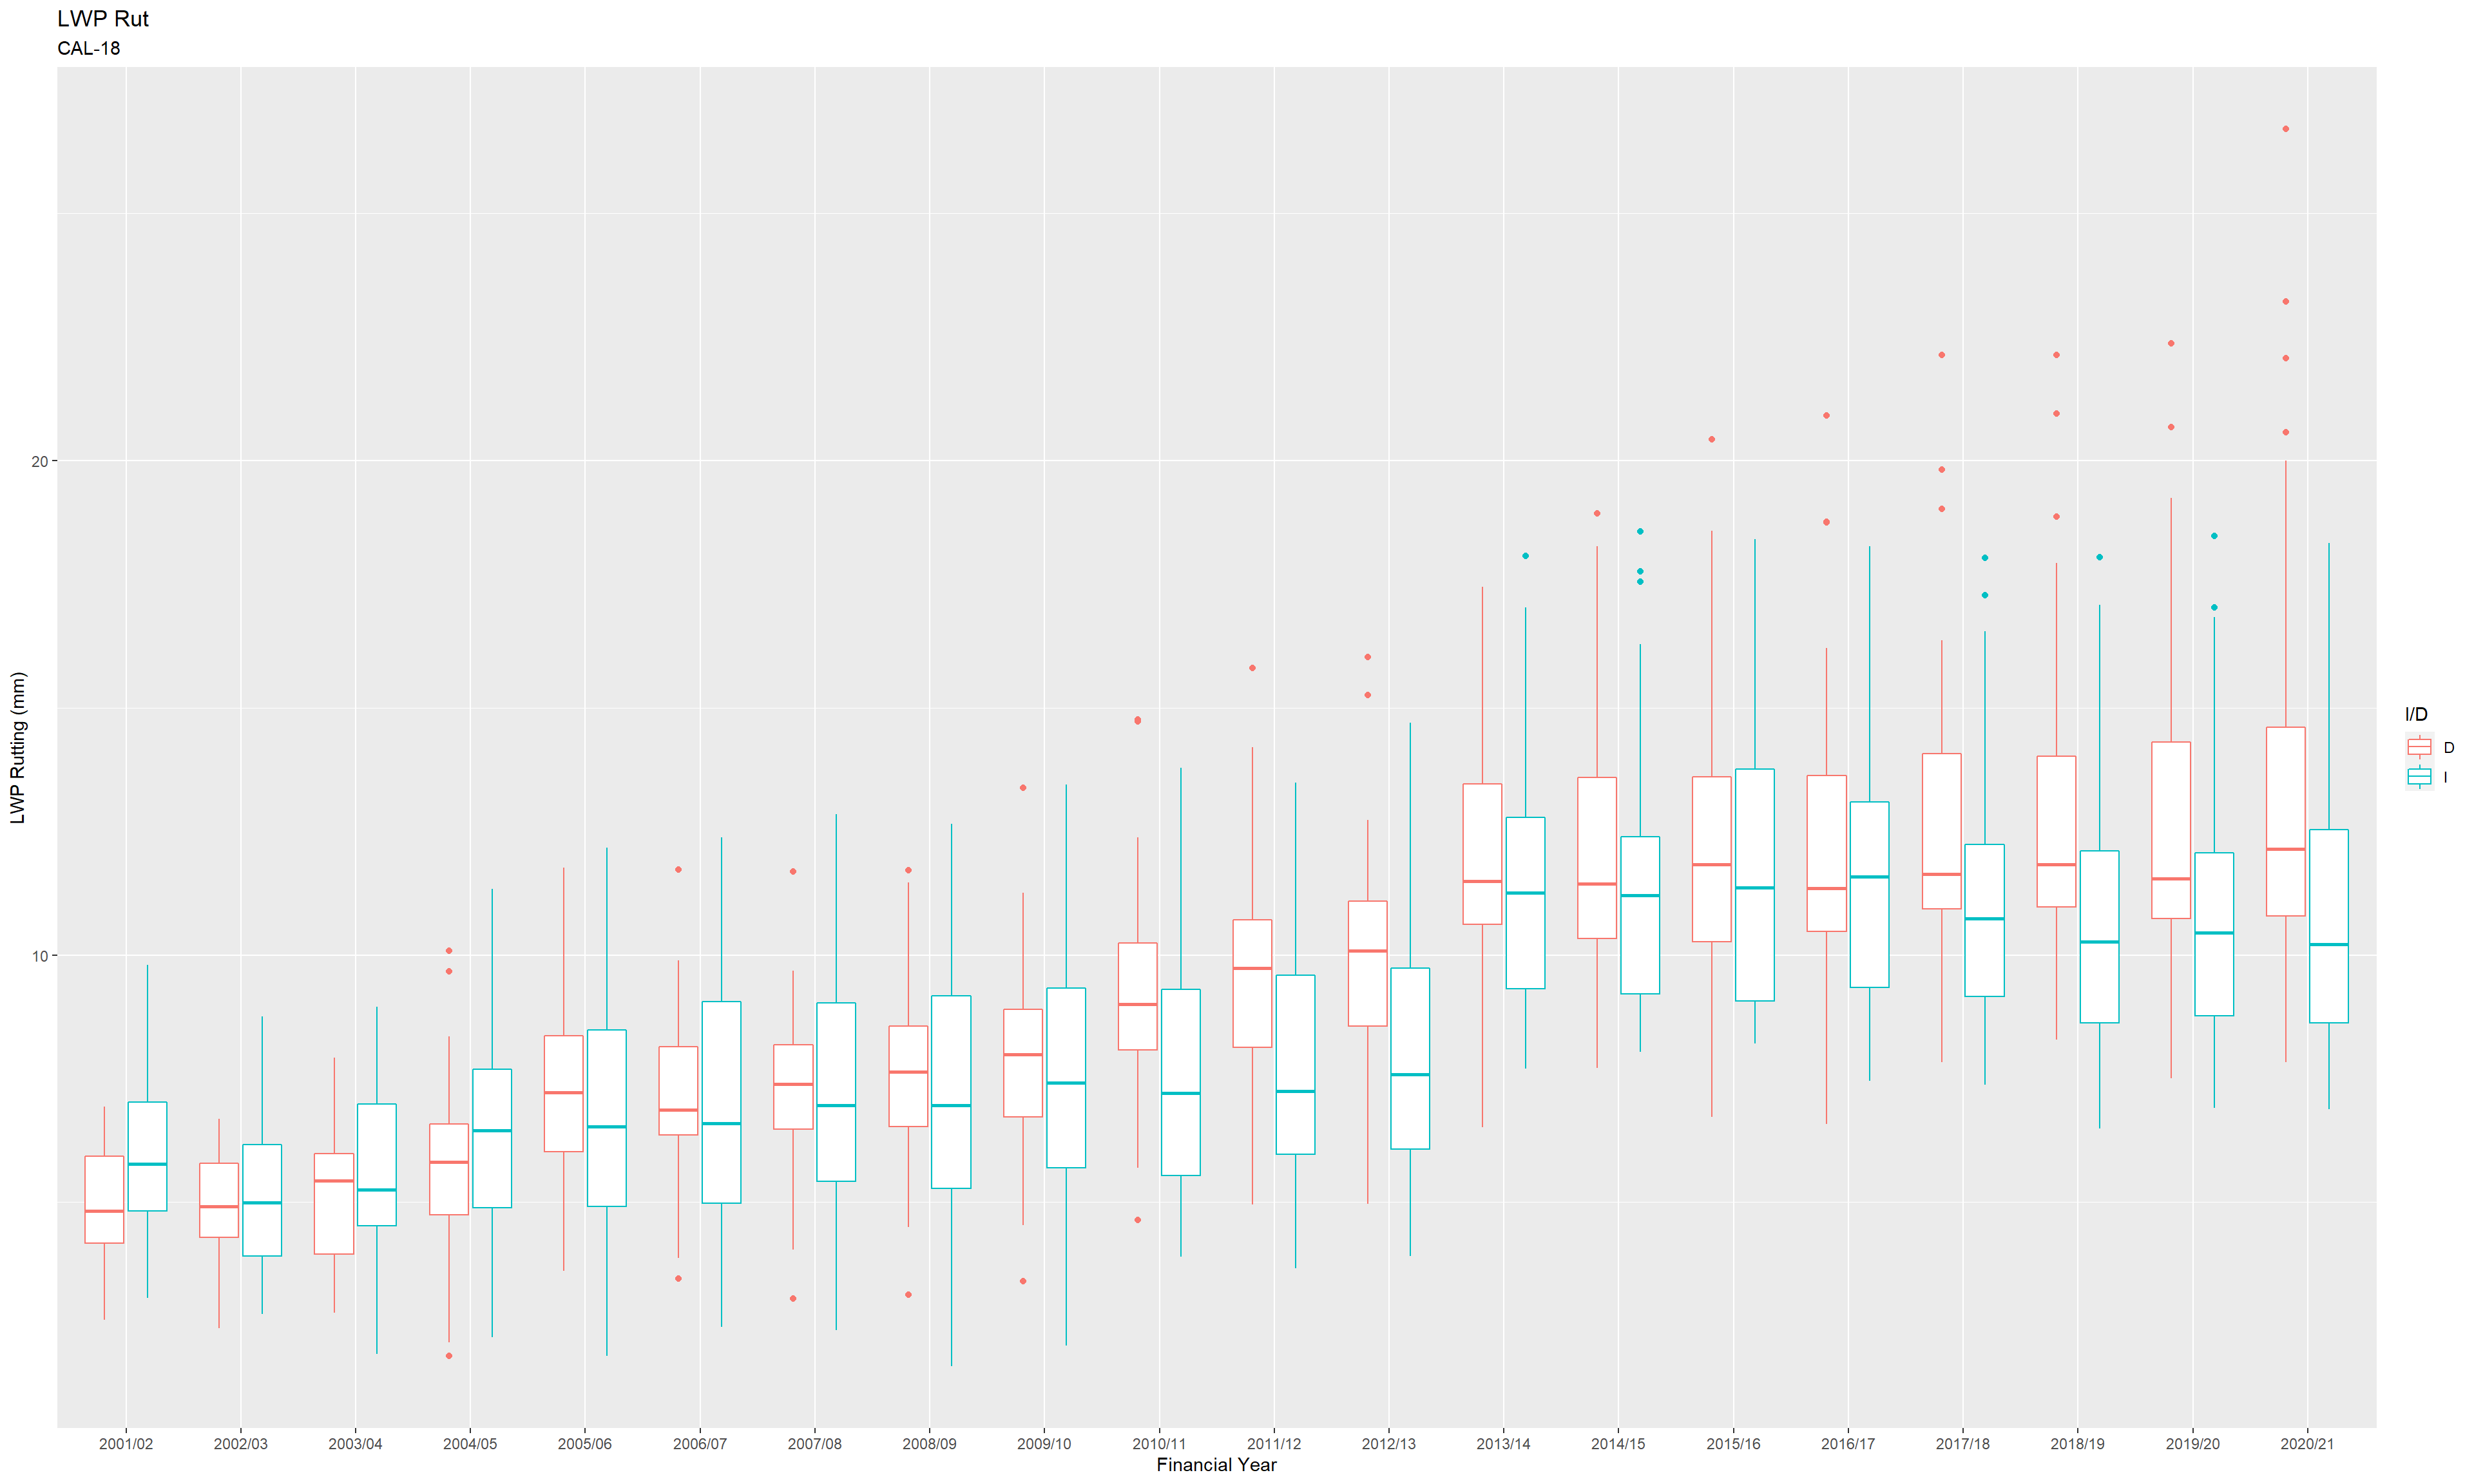 LWP Rut
CAL-18
LWP Rutting (mm)
20
10
2001/02 2002/03 2003/04 2004/05 2005/06 2006/07 2007/08 2008/09 2009/10 2010/11 2011/12 2012/13 2013/14 2014/15 2015/16 2016/17 2017/18 2018/19 2019/20 2020/21
Financial Year
I/D
D
I